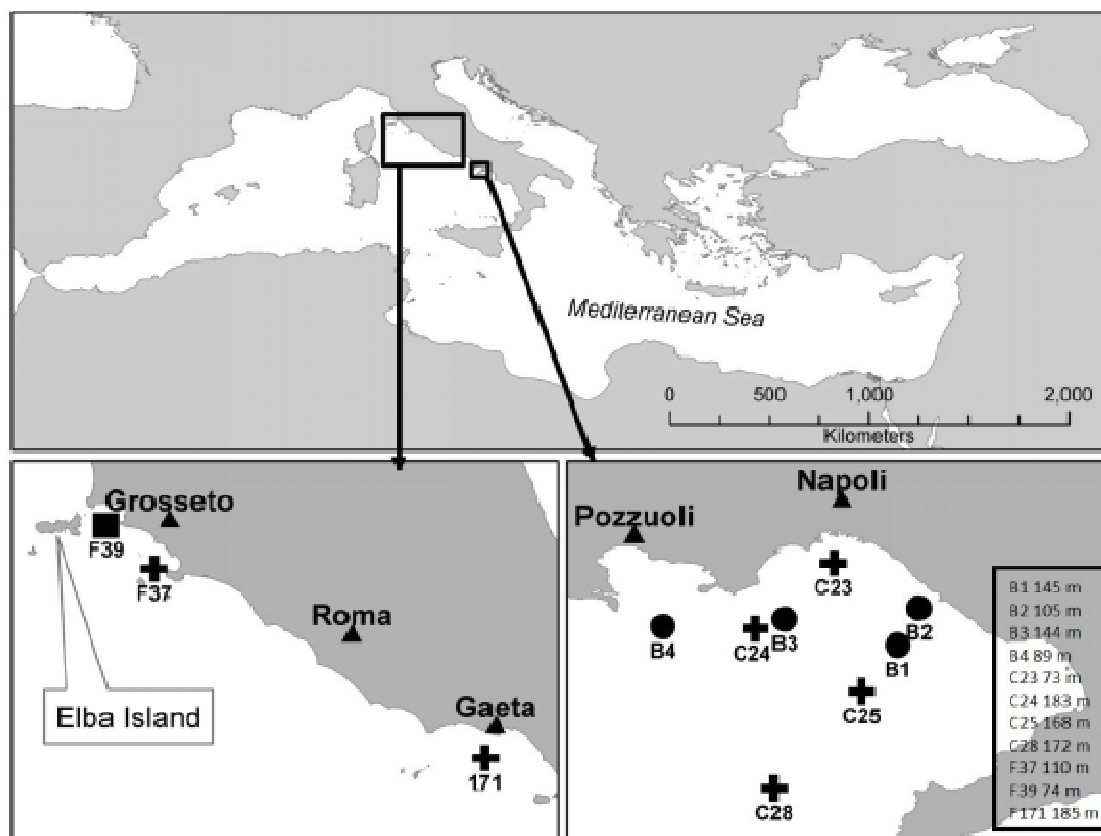 Mediterranean Sea
0 500 1,000 2,000
Kilometers
Grosseto
F39
F37
Roma
Elba Island
Gaeta
171
Napoli
Pozzuoli
C23
B2
B4
C24
B3
B1
C25
C28
B1 145 m
B2 105 m
B3 144 m
B4 89 m
C23 73 m
C24 183 m
C25 168 m
C28 172 m
F37 110 m
F39 74 m
F171 185 m